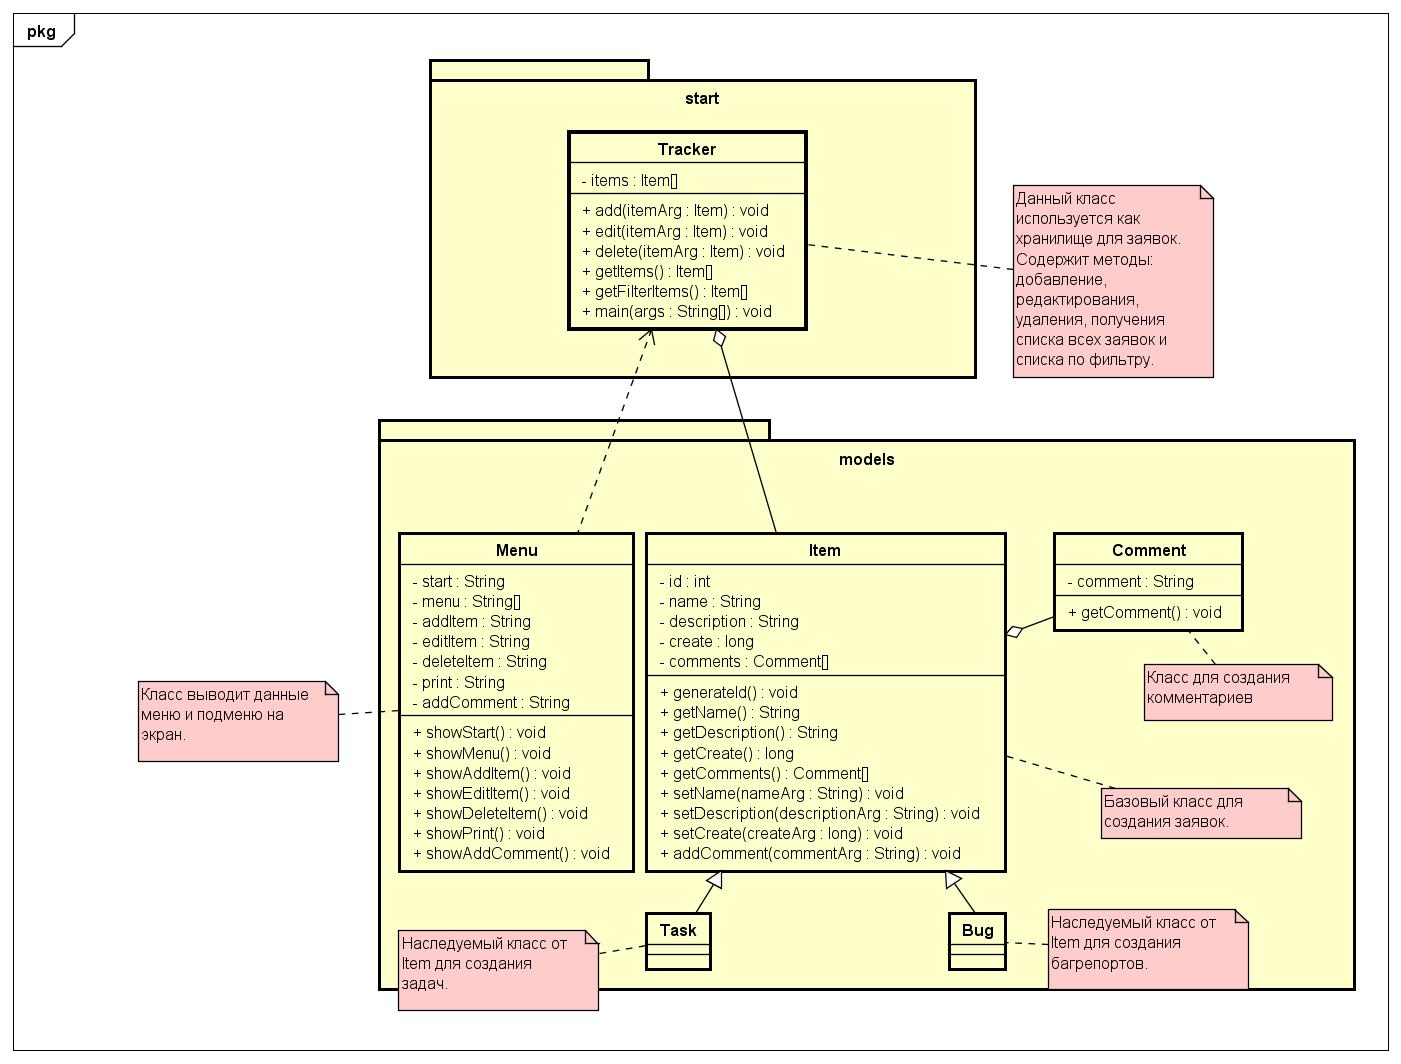 pkg
start
Tracker
- items : Item[]
+ add(itemArg : Item) : void
+ edit(itemArg : Item) : void
+ delete(itemArg : Item) : void
+ getItems() : Item[]
+ getFilterItems() : Item[]
+ main(args : String[]) : void
Данный класс
используется как
хранилище для заявок.
Содержит методы:
добавление,
редактирования,
удаления, получения
списка всех заявок и
списка по фильтру.
models
Menu
- start : String
- menu : String[]
- addItem : String
- editItem : String
- deleteItem : String
- print : String
- addComment : String
+ showStart() : void
+ showMenu() : void
+ showAddItem() : void
+ showEditItem() : void
+ showDeleteItem() : void
+ showPrint() : void
+ showAddComment() : void
Класс выводит данные
меню и подменю на
экран.
Item
- id : int
- name : String
- description : String
- create : long
- comments : Comment[]
+ generateId() : void
+ getName() : String
+ getDescription() : String
+ getCreate() : long
+ getComments() : Comment[]
+ setName(nameArg : String) : void
+ setDescription(descriptionArg : String) : void
+ setCreate(createArg : long) : void
+ addComment(commentArg : String) : void
Comment
- comment : String
+ getComment() : void
Класс для создания
комментариев
Базовый класс для
создания заявок.
Task
Наследуемый класс от
Item для создания
задач.
Bug
Наследуемый класс от
Item для создания
багрепортов.